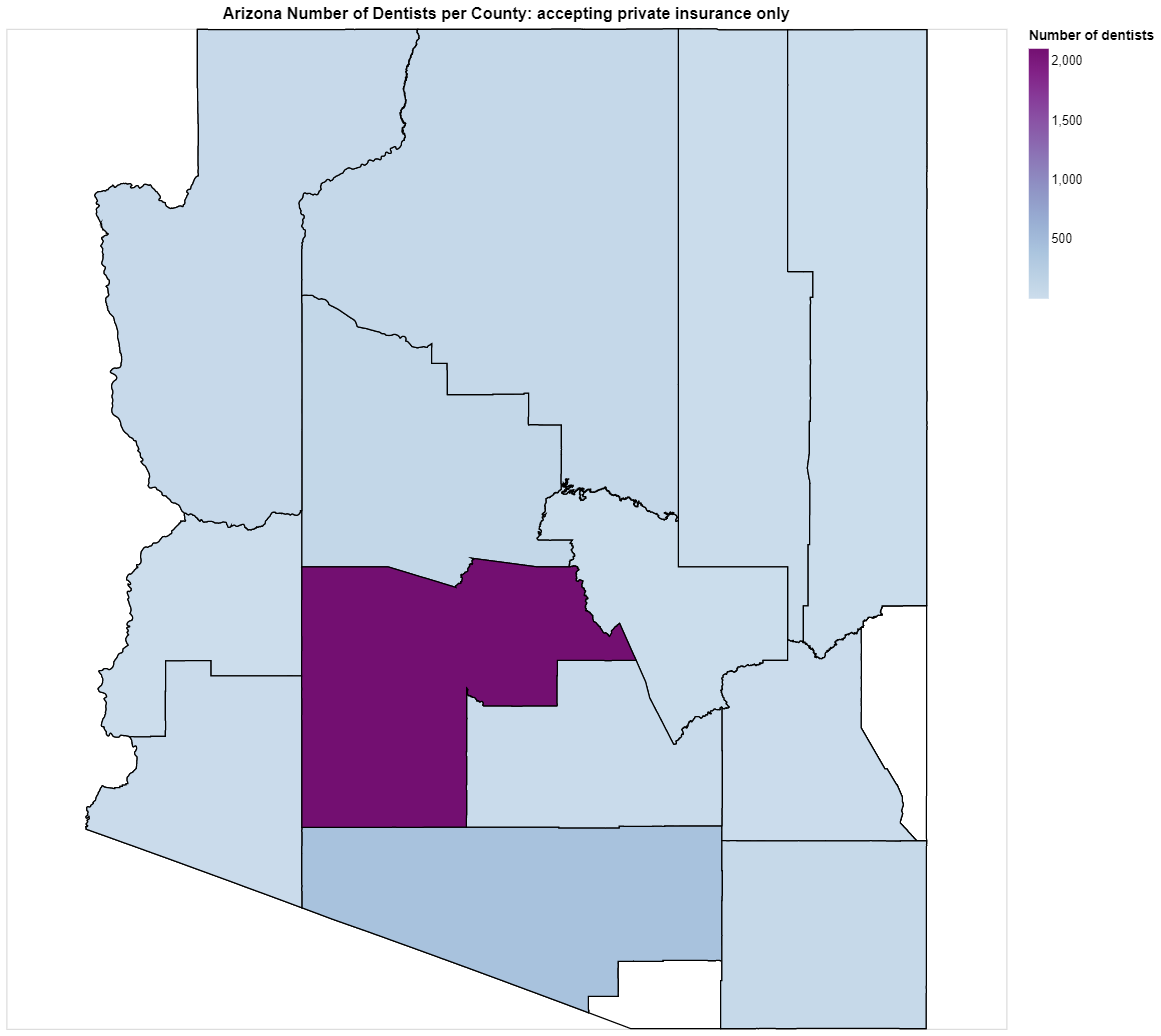 Arizona Number of Dentists per County: accepting private insurance only
Number of dentists
2,000
1,500
1,000
500